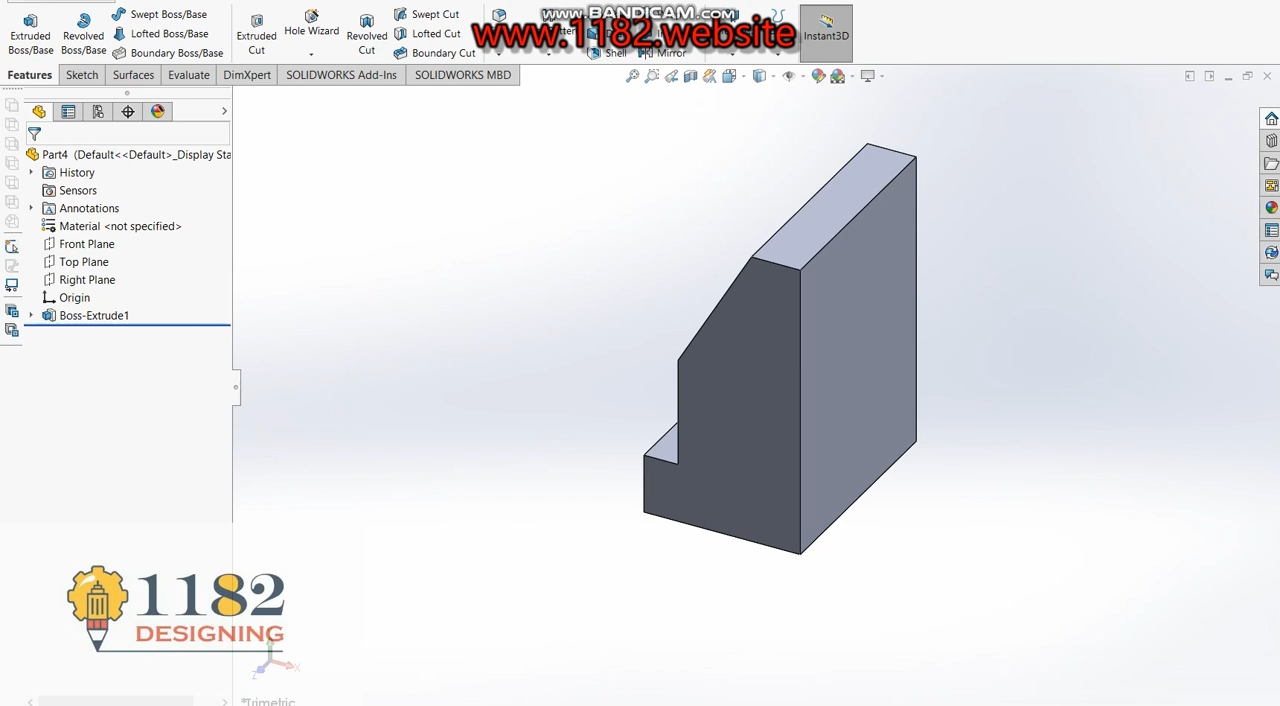 www.BANDICAM.com
www.1182.website
Extruded Boss/Base
Revolved Boss/Base
Swept Boss/Base
Lofted Boss/Base
Boundary Boss/Base
Extruded Cut
Hole Wizard
Revolved Cut
Swept Cut
Lofted Cut
Boundary Cut
Shell
Mirror
Instant3D
Features
Sketch
Surfaces
Evaluate
DimXpert
SOLIDWORKS Add-Ins
SOLIDWORKS MBD
Part4 (Default<<Default>_Display Sta
History
Sensors
Annotations
Material <not specified>
Front Plane
Top Plane
Right Plane
Origin
Boss-Extrude1
1182
DESIGNING
*Trimetric